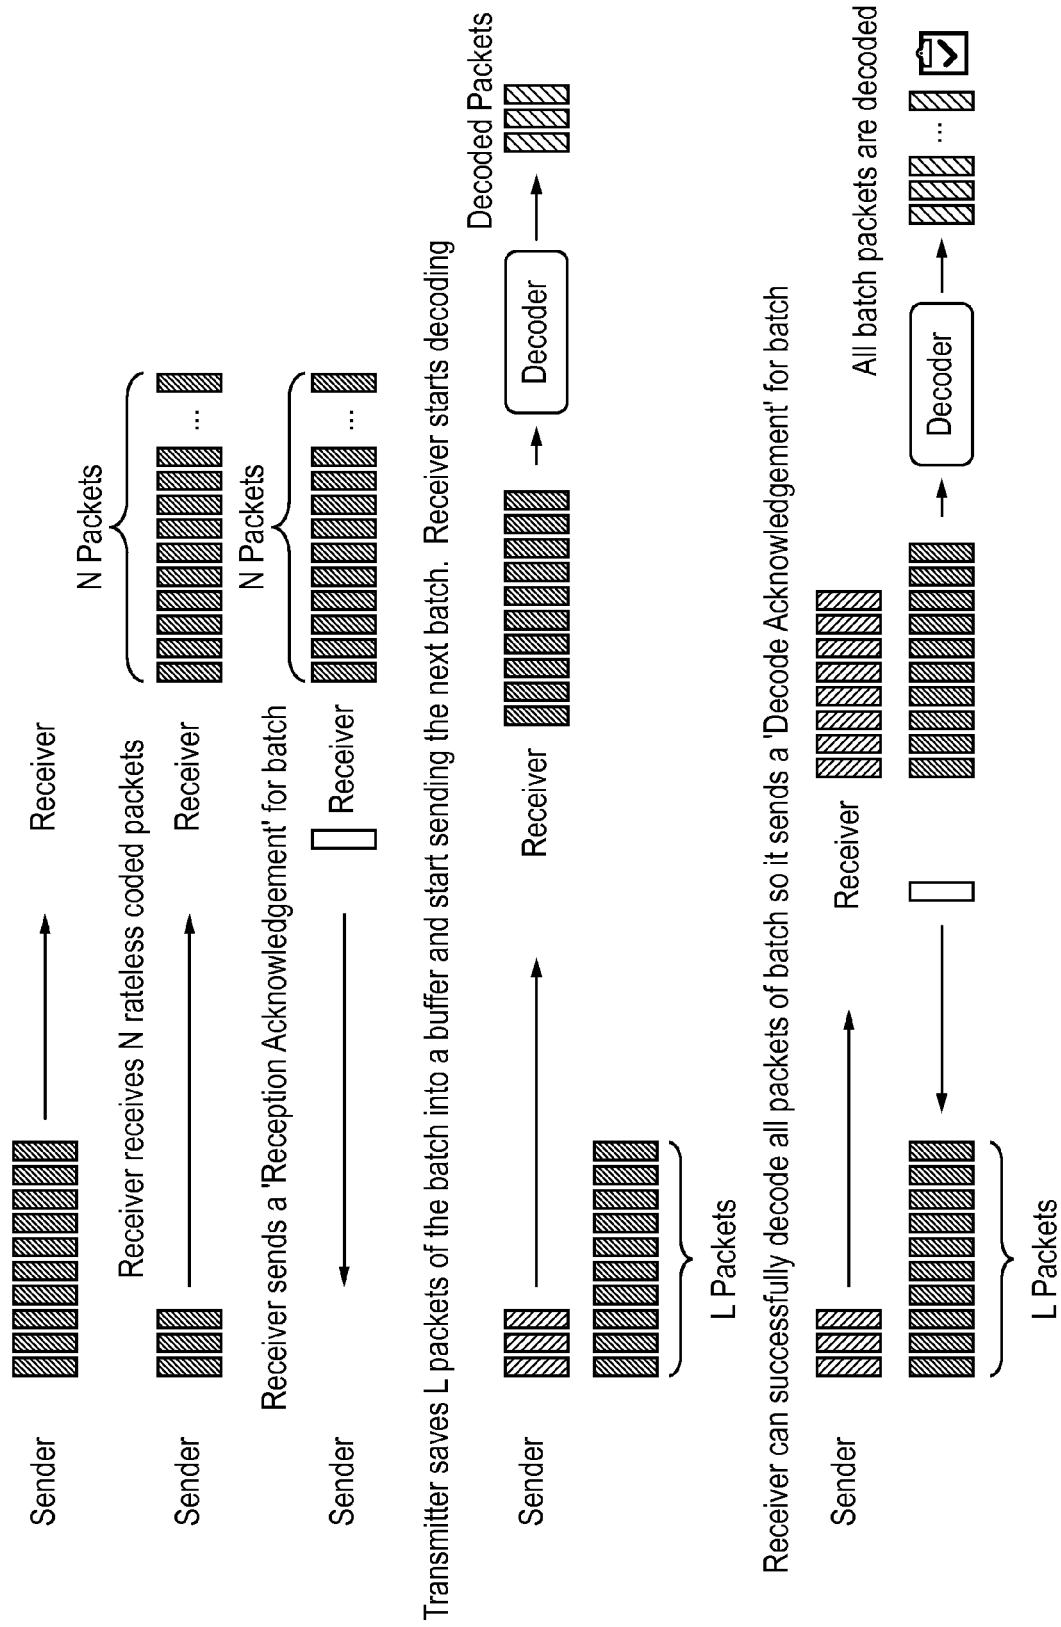 Sender
Receiver
Receiver receives N rateless coded packets
N Packets
Sender
Receiver
...
Receiver sends a 'Reception Acknowledgement' for batch
N Packets
Sender
Receiver
...
Transmitter saves L packets of the batch into a buffer and start sending the next batch. Receiver starts decoding
Decoded Packets
Sender
Receiver
Decoder
L Packets
Receiver can successfully decode all packets of batch so it sends a 'Decode Acknowledgement' for batch
Sender
Receiver
All batch packets are decoded
Decoder
...
L Packets